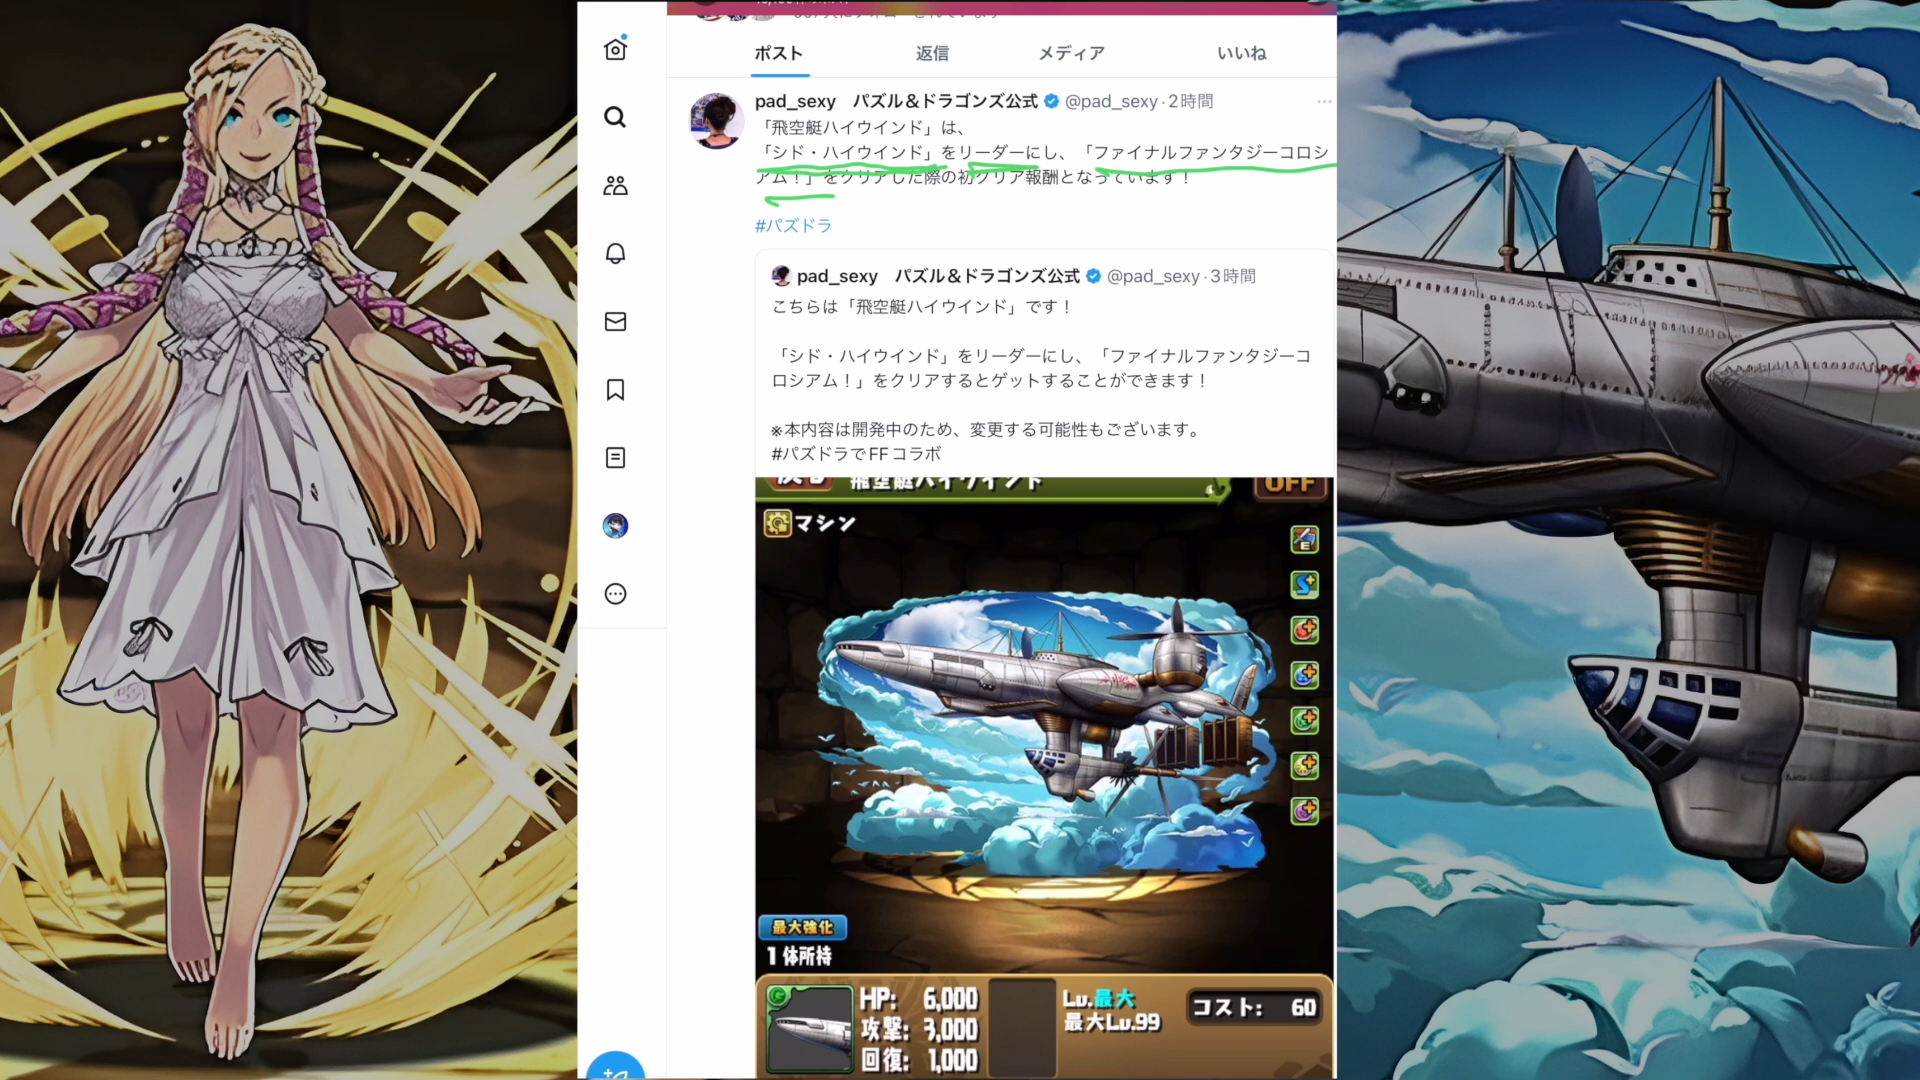 ポスト
返信
メディア
いいね
pad_sexy パズル＆ドラゴンズ公式 @pad_sexy·2時間
「飛空艇ハイウインド」は、
「シド・ハイウインド」をリーダーにし、「ファイナルファンタジーコロシ
アム！」をクリアした際の初クリア報酬となっています！
#パズドラ
pad_sexy パズル＆ドラゴンズ公式 @pad_sexy·3時間
こちらは「飛空艇ハイウインド」です！
「シド・ハイウインド」をリーダーにし、「ファイナルファンタジーコ
ロシアム！」をクリアするとゲットすることができます！
※本内容は開発中のため、変更する可能性もございます。
#パズドラでFFコラボ
飛空艇ハイウインド
OFF
マシン
最大強化
1体所持
HP: 6,000
攻撃: 3,000
回復: 1,000
Lv.最大
最大Lv.99
コスト: 60